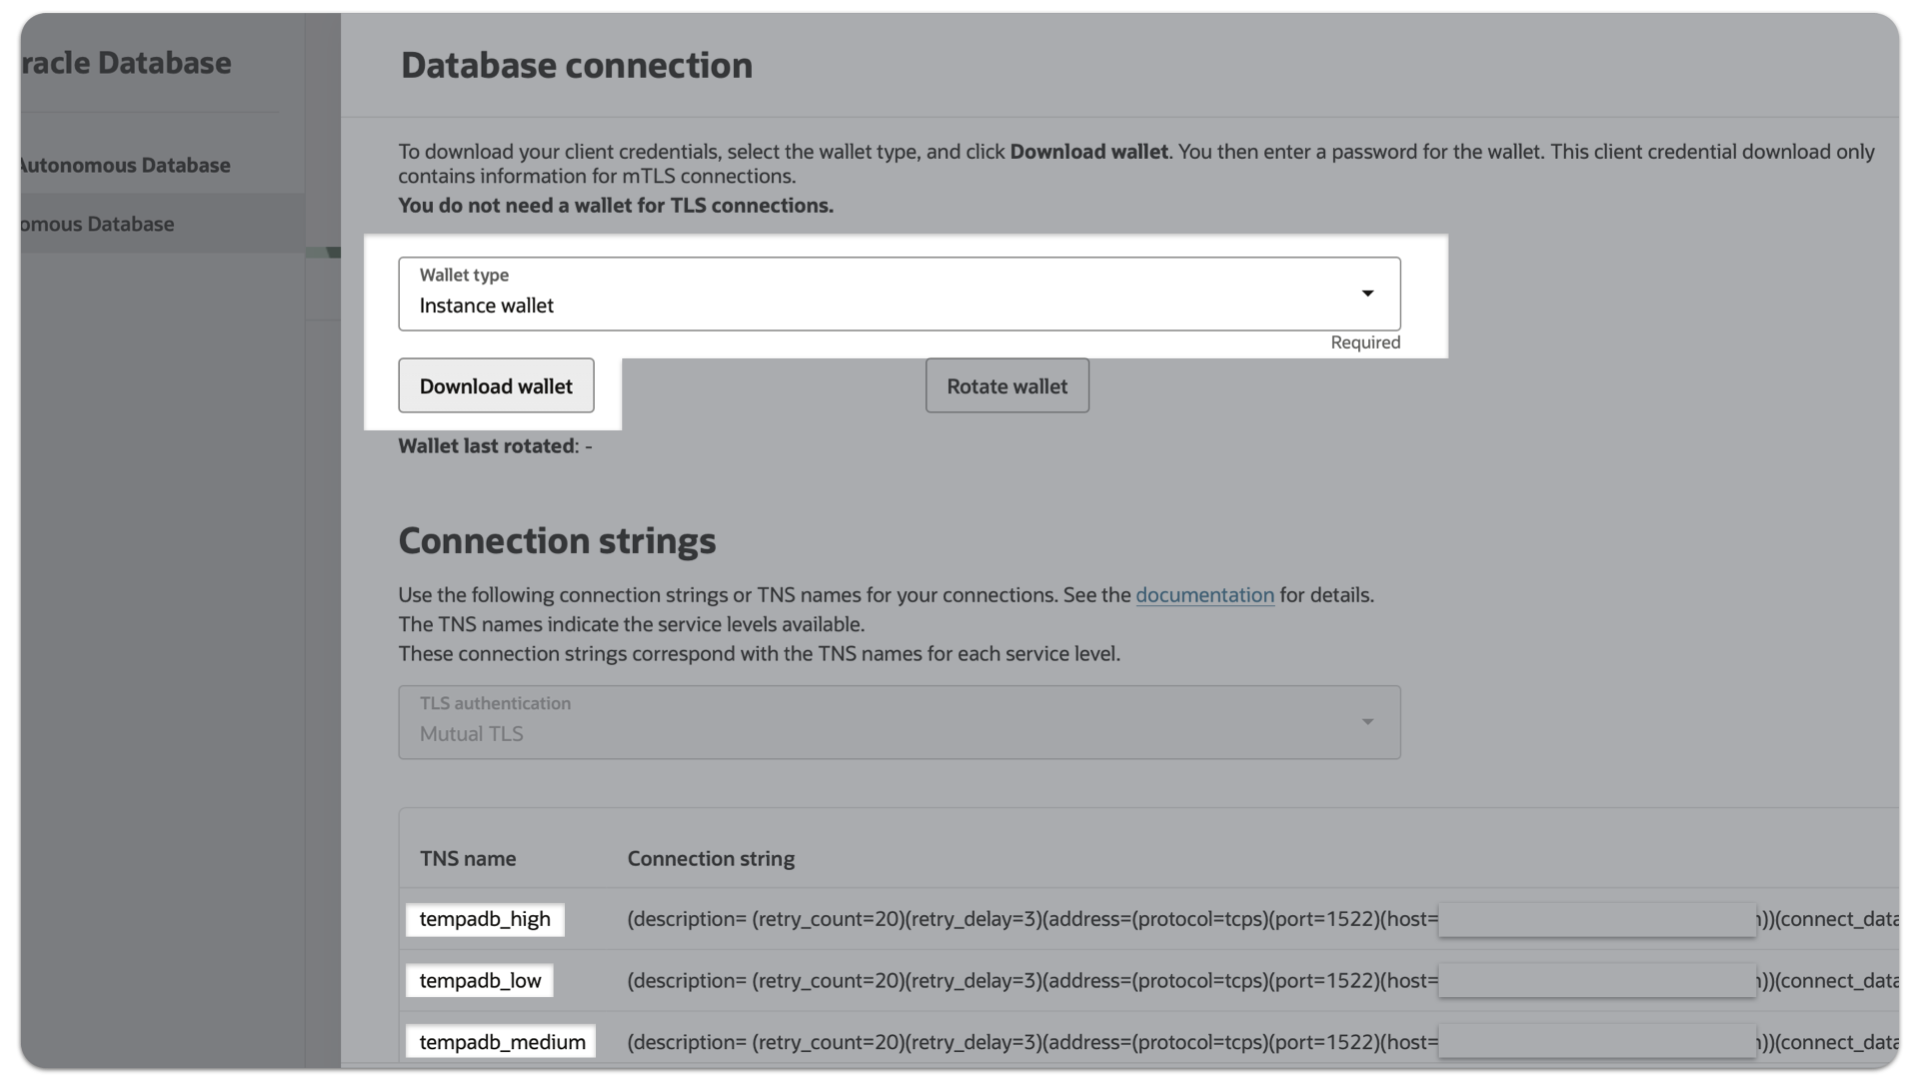 racle Database
Autonomous Database
omous Database
Database connection
To download your client credentials, select the wallet type, and click Download wallet. You then enter a password for the wallet. This client credential download only
contains information for mTLS connections.
You do not need a wallet for TLS connections.
Wallet type
Instance wallet
Required
Download wallet
Rotate wallet
Wallet last rotated: -
Connection strings
Use the following connection strings or TNS names for your connections. See the documentation for details.
The TNS names indicate the service levels available.
These connection strings correspond with the TNS names for each service level.
TLS authentication
Mutual TLS
TNS name Connection string
tempadb_high (description= (retry_count=20)(retry_delay=3)(address=(protocol=tcps)(port=1522)(host= ))(connect_data
tempadb_low (description= (retry_count=20)(retry_delay=3)(address=(protocol=tcps)(port=1522)(host= ))(connect_data
tempadb_medium (description= (retry_count=20)(retry_delay=3)(address=(protocol=tcps)(port=1522)(host= ))(connect_data